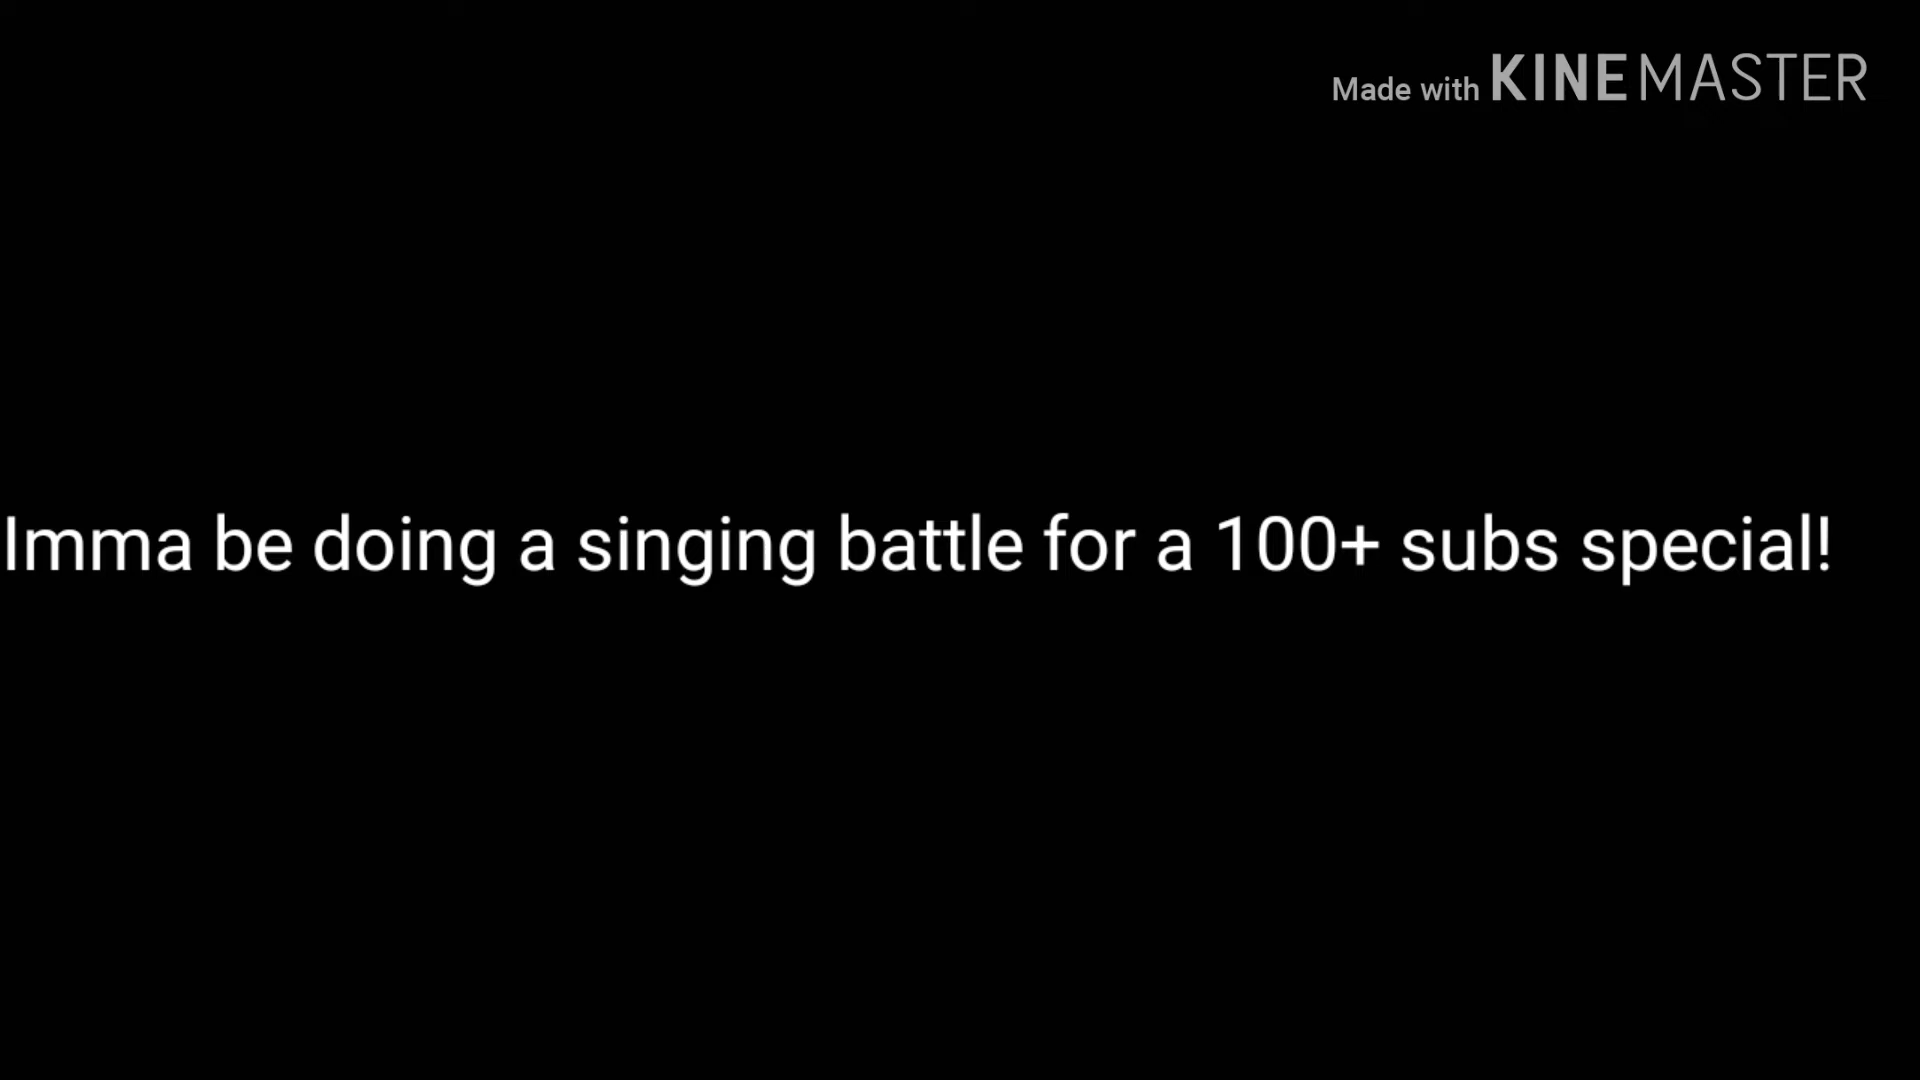 Made with KINEMASTER
Imma be doing a singing battle for a 100+ subs special!